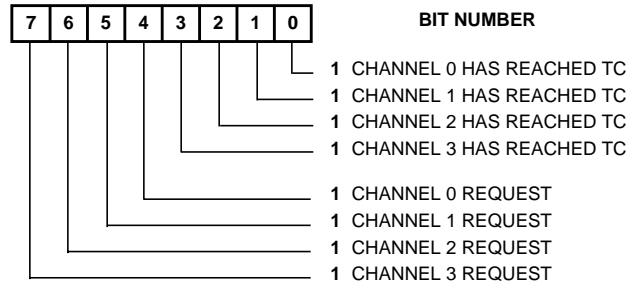 7 6 5 4 3 2 1 0 BIT NUMBER
1 CHANNEL 0 HAS REACHED TC
1 CHANNEL 1 HAS REACHED TC
1 CHANNEL 2 HAS REACHED TC
1 CHANNEL 3 HAS REACHED TC
1 CHANNEL 0 REQUEST
1 CHANNEL 1 REQUEST
1 CHANNEL 2 REQUEST
1 CHANNEL 3 REQUEST